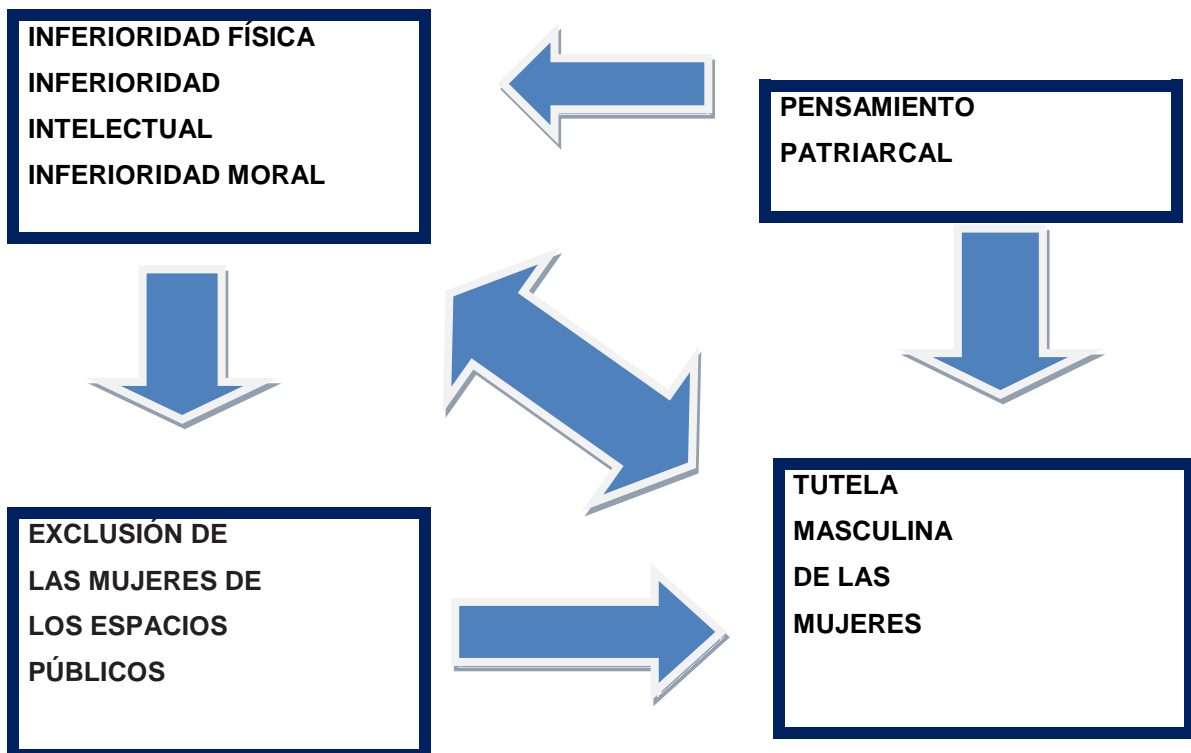 INFERIORIDAD FÍSICA
INFERIORIDAD
INTELECTUAL
INFERIORIDAD MORAL
PENSAMIENTO
PATRIARCAL
EXCLUSIÓN DE
LAS MUJERES DE
LOS ESPACIOS
PÚBLICOS
TUTELA
MASCULINA
DE LAS
MUJERES